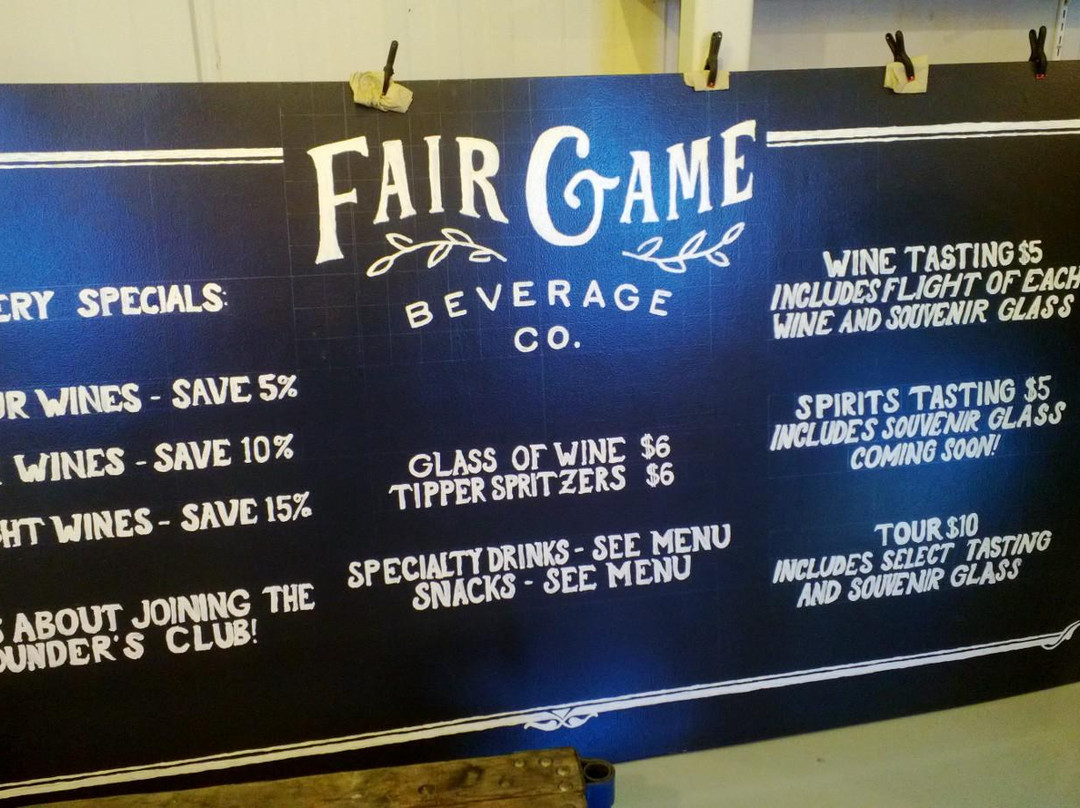 FAIR GAME
BEVERAGE
CO.
ERY SPECIALS:
UR WINES - SAVE 5%
WINES - SAVE 10%
HT WINES - SAVE 15%
S ABOUT JOINING THE
OUNDER'S CLUB!
GLASS OF WINE $6
TIPPER SPRITZERS $6
SPECIALTY DRINKS - SEE MENU
SNACKS - SEE MENU
WINE TASTING $5
INCLUDES FLIGHT OF EACH
WINE AND SOUVENIR GLASS
SPIRITS TASTING $5
INCLUDES SOUVENIR GLASS
COMING SOON!
TOUR $10
INCLUDES SELECT TASTING
AND SOUVENIR GLASS